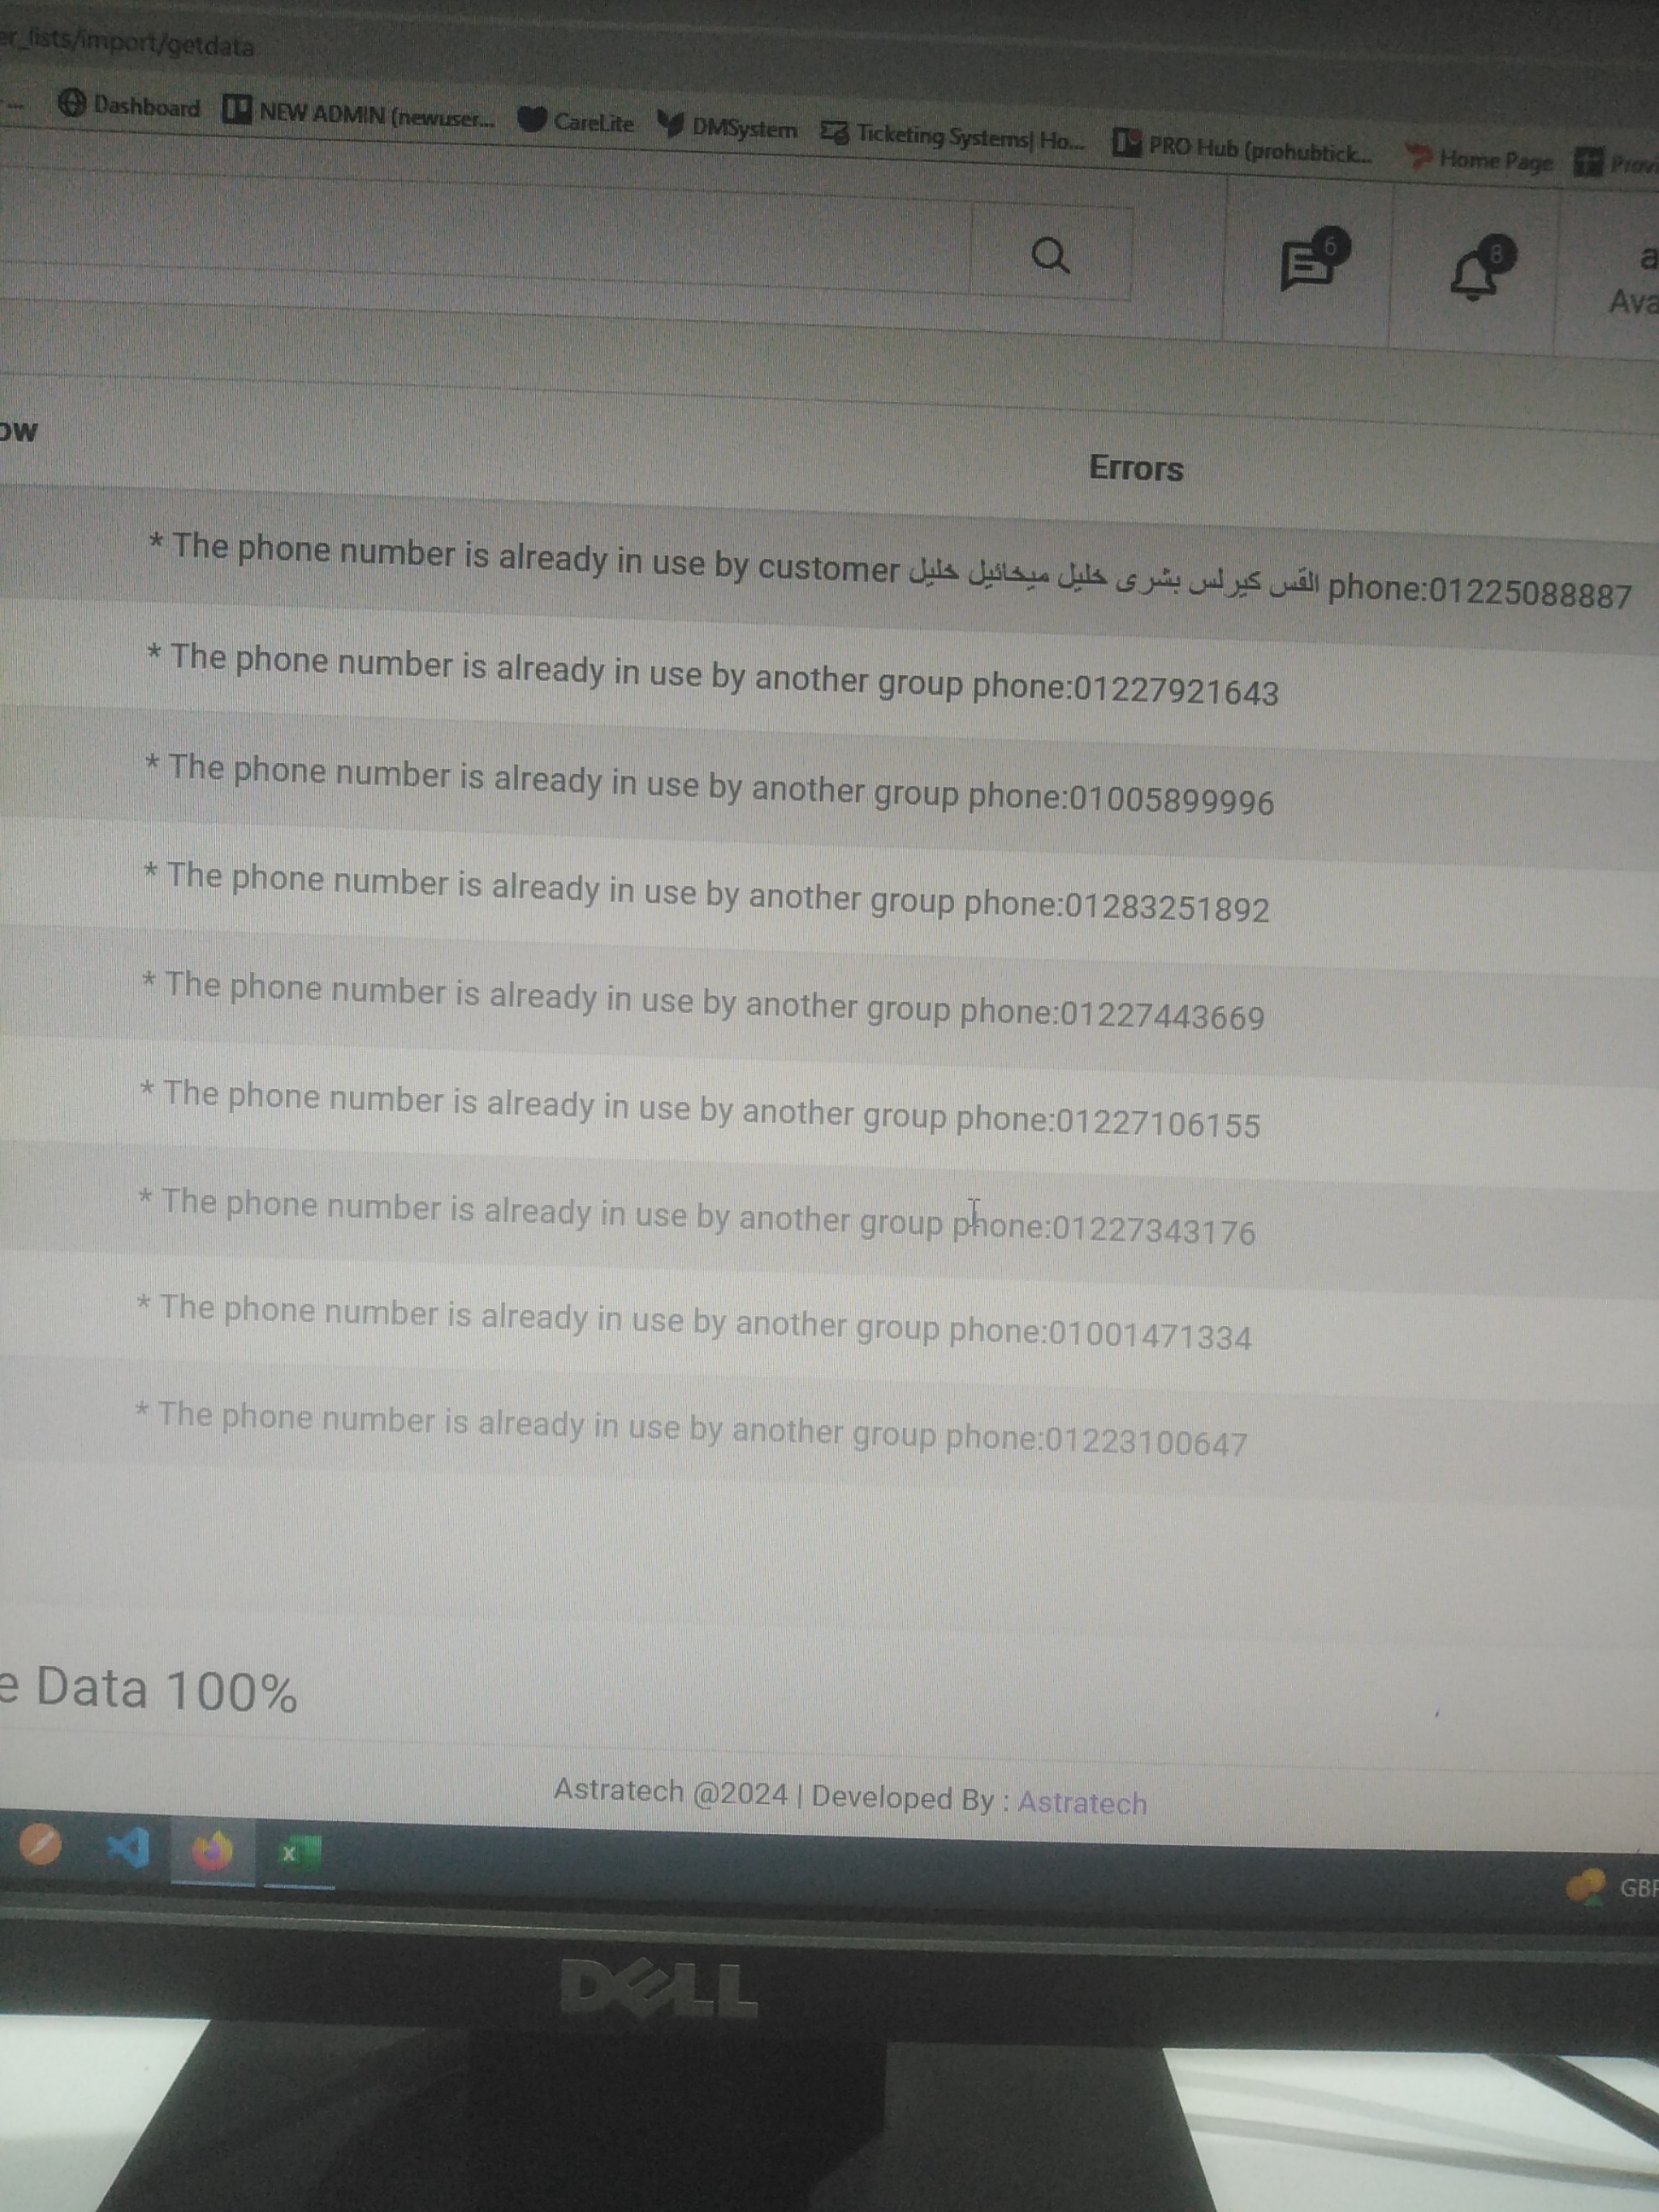 er_lists/import/getdata
... Dashboard NEW ADMIN (newuser... CareLite DMSystem Ticketing Systems| Ho... PRO Hub (prohubtick... Home Page Provi
6 8 a
Ava
ow Errors
* The phone number is already in use by customer القس كيرلس بشرى خليل ميخائيل خليل phone:01225088887
* The phone number is already in use by another group phone:01227921643
* The phone number is already in use by another group phone:01005899996
* The phone number is already in use by another group phone:01283251892
* The phone number is already in use by another group phone:01227443669
* The phone number is already in use by another group phone:01227106155
* The phone number is already in use by another group phone:01227343176
* The phone number is already in use by another group phone:01001471334
* The phone number is already in use by another group phone:01223100647
e Data 100%
Astratech @2024 | Developed By : Astratech
GBP
DELL